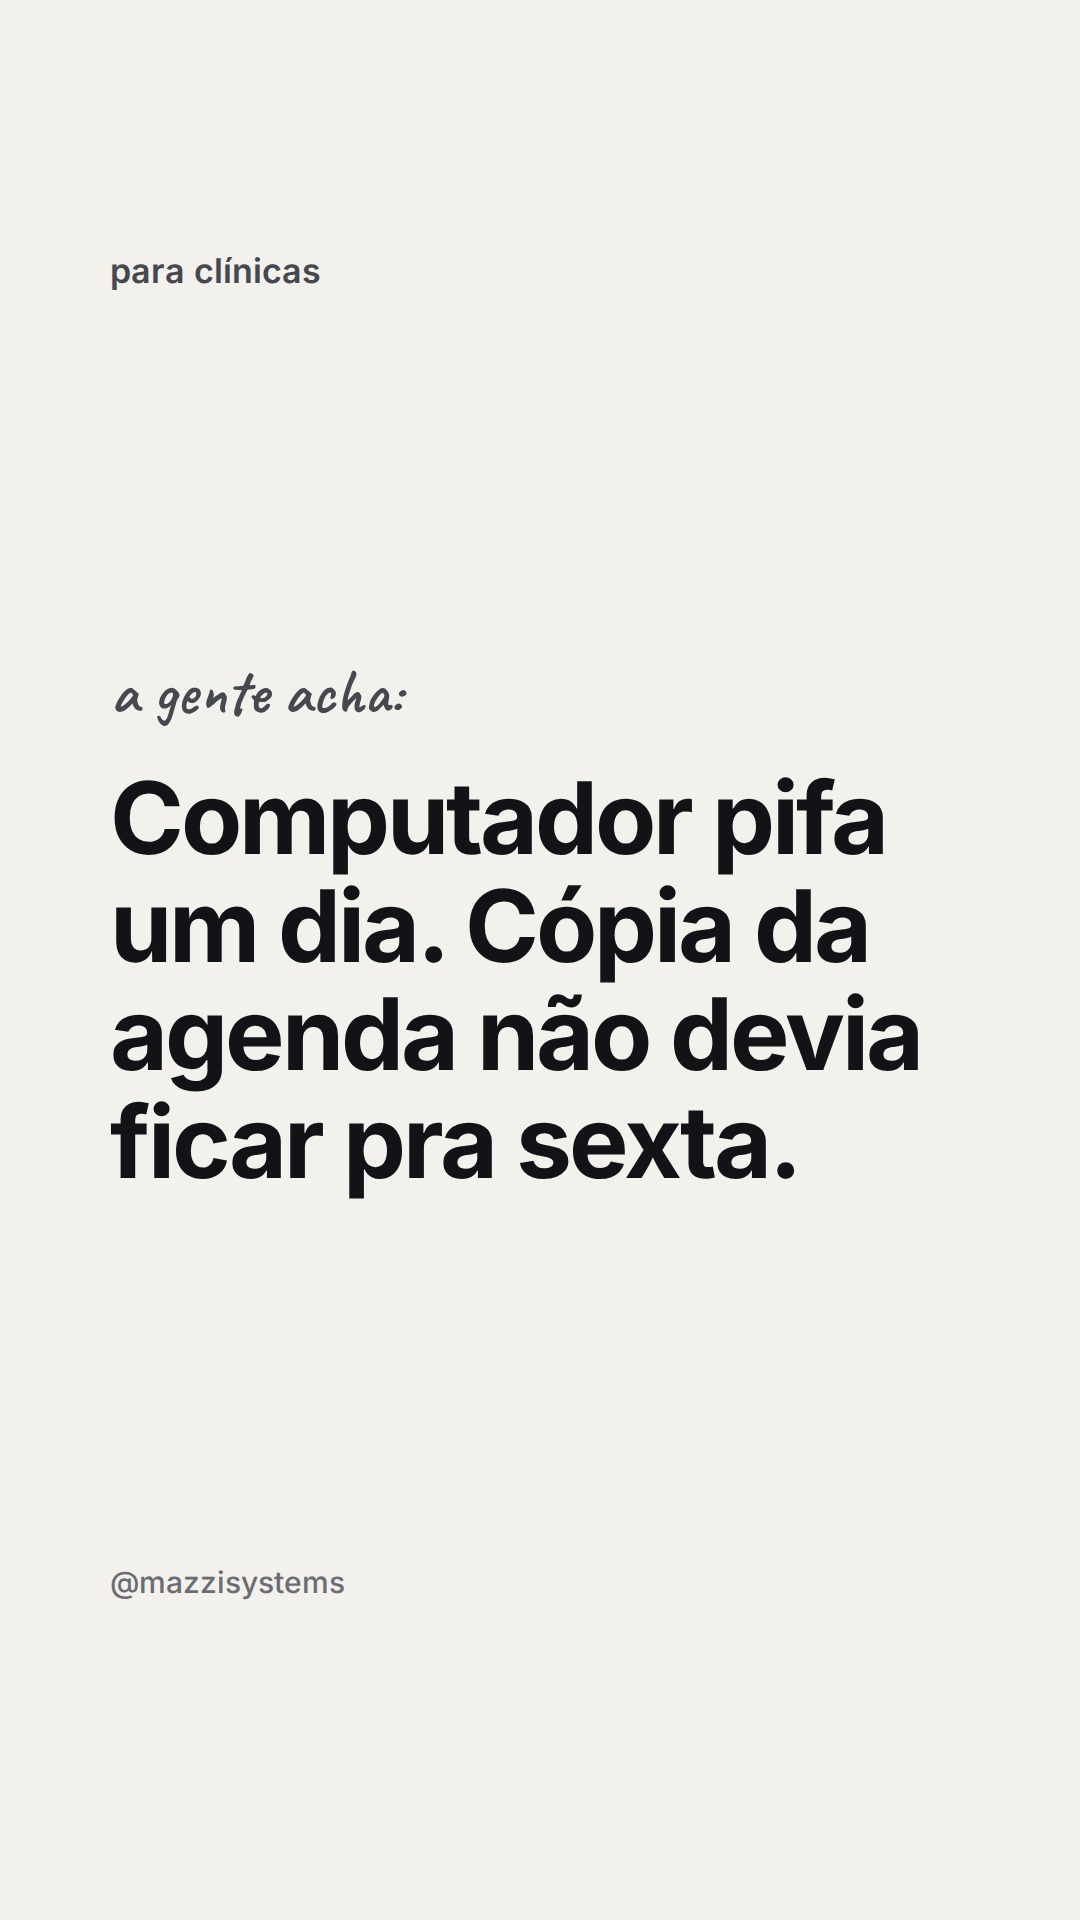 para clínicas
a gente acha:
Computador pifa
um dia. Cópia da
agenda não devia
ficar pra sexta.
@mazzisystems